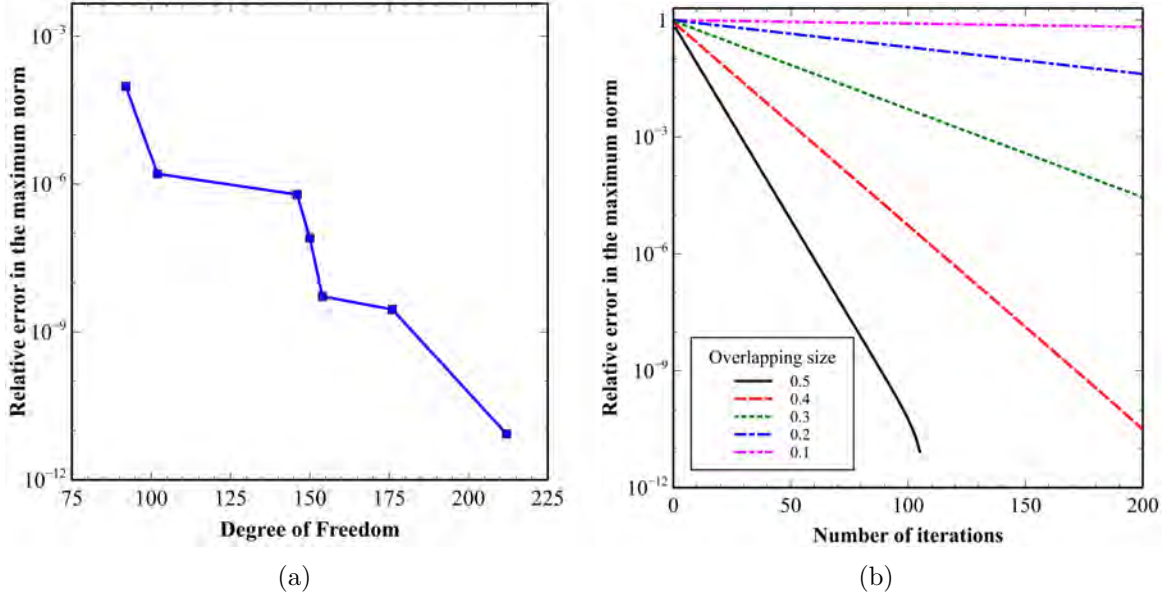 10⁻³
10⁻⁶
10⁻⁹
10⁻¹²
Relative error in the maximum norm
75 100 125 150 175 200 225
Degree of Freedom
(a)
1
10⁻³
10⁻⁶
10⁻⁹
10⁻¹²
Relative error in the maximum norm
Overlapping size
0.5
0.4
0.3
0.2
0.1
0 50 100 150 200
Number of iterations
(b)